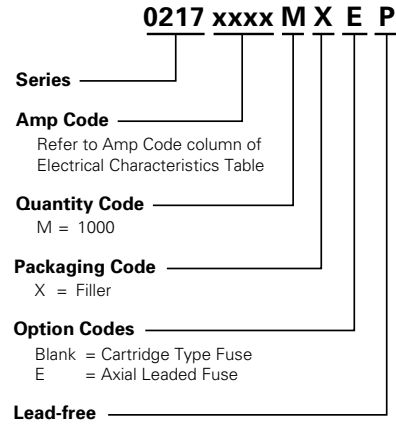 0217 xxxx M X E P
Series
Amp Code
Refer to Amp Code column of
Electrical Characteristics Table
Quantity Code
M = 1000
Packaging Code
X = Filler
Option Codes
Blank = Cartridge Type Fuse
E = Axial Leaded Fuse
Lead-free